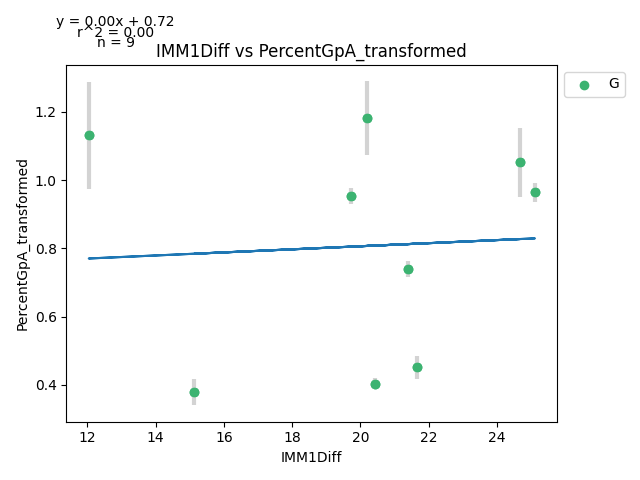 y = 0.00x + 0.72
r^2 = 0.00
n = 9
IMM1Diff vs PercentGpA_transformed
G
PercentGpA_transformed
1.2
1.0
0.8
0.6
0.4
12 14 16 18 20 22 24
IMM1Diff